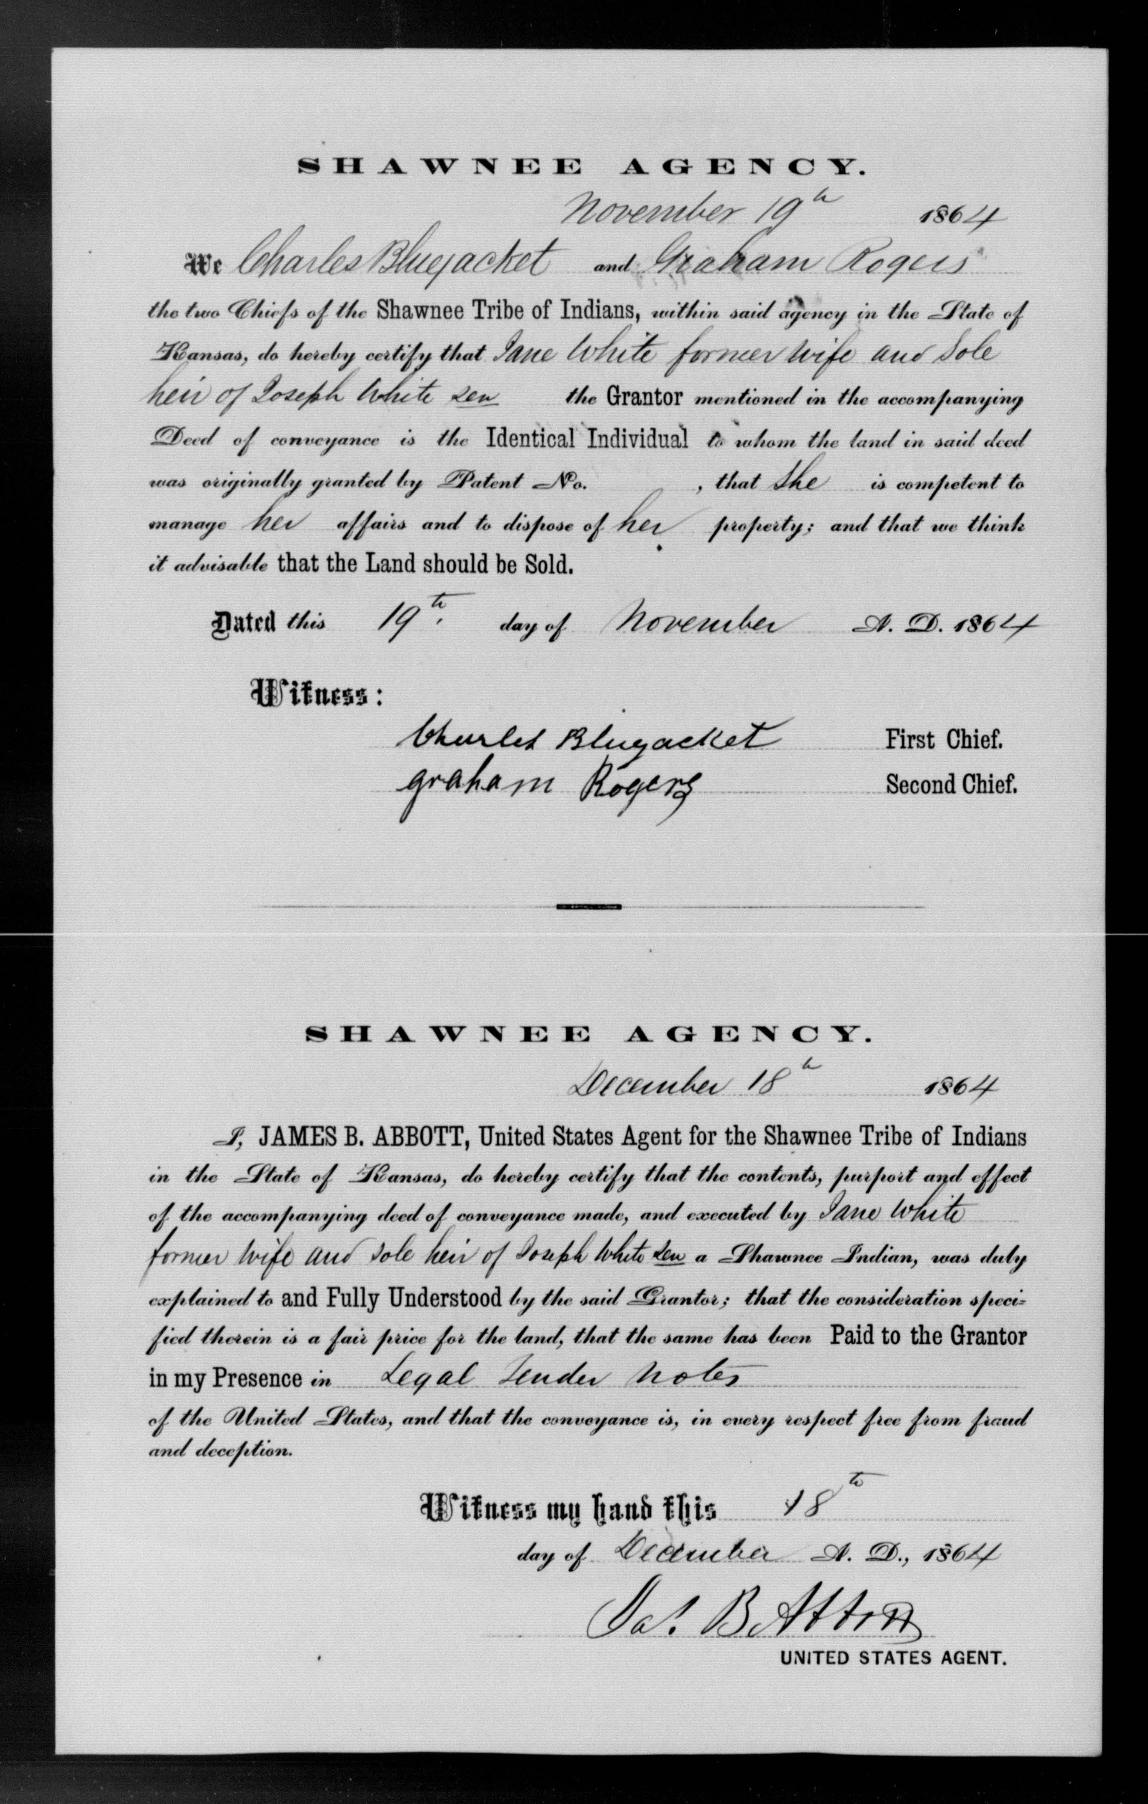 SHAWNEE AGENCY.
November 19th 1864
We Charles Bluejacket and Graham Rogers
the two Chiefs of the Shawnee Tribe of Indians, within said agency in the State of
Kansas, do hereby certify that Jane White former wife and Sole
heir of Joseph White sen the Grantor mentioned in the accompanying
Deed of conveyance is the Identical Individual to whom the land in said deed
was originally granted by Patent No. , that She is competent to
manage her affairs and to dispose of her property; and that we think
it advisable that the Land should be Sold.
Dated this 19th. day of November A. D. 1864
Witness:
Charles Bluejacket First Chief.
graham Rogers Second Chief.
SHAWNEE AGENCY.
December 18th 1864
I, JAMES B. ABBOTT, United States Agent for the Shawnee Tribe of Indians
in the State of Kansas, do hereby certify that the contents, purport and effect
of the accompanying deed of conveyance made, and executed by Jane White
former wife and sole heir of Joseph White sen a Shawnee Indian, was duly
explained to and Fully Understood by the said Grantor; that the consideration speci-
fied therein is a fair price for the land, that the same has been Paid to the Grantor
in my Presence in Legal Tender Notes
of the United States, and that the conveyance is, in every respect free from fraud
and deception.
Witness my hand this 18th
day of December A. D., 1864
Jas. B. Abbott
UNITED STATES AGENT.